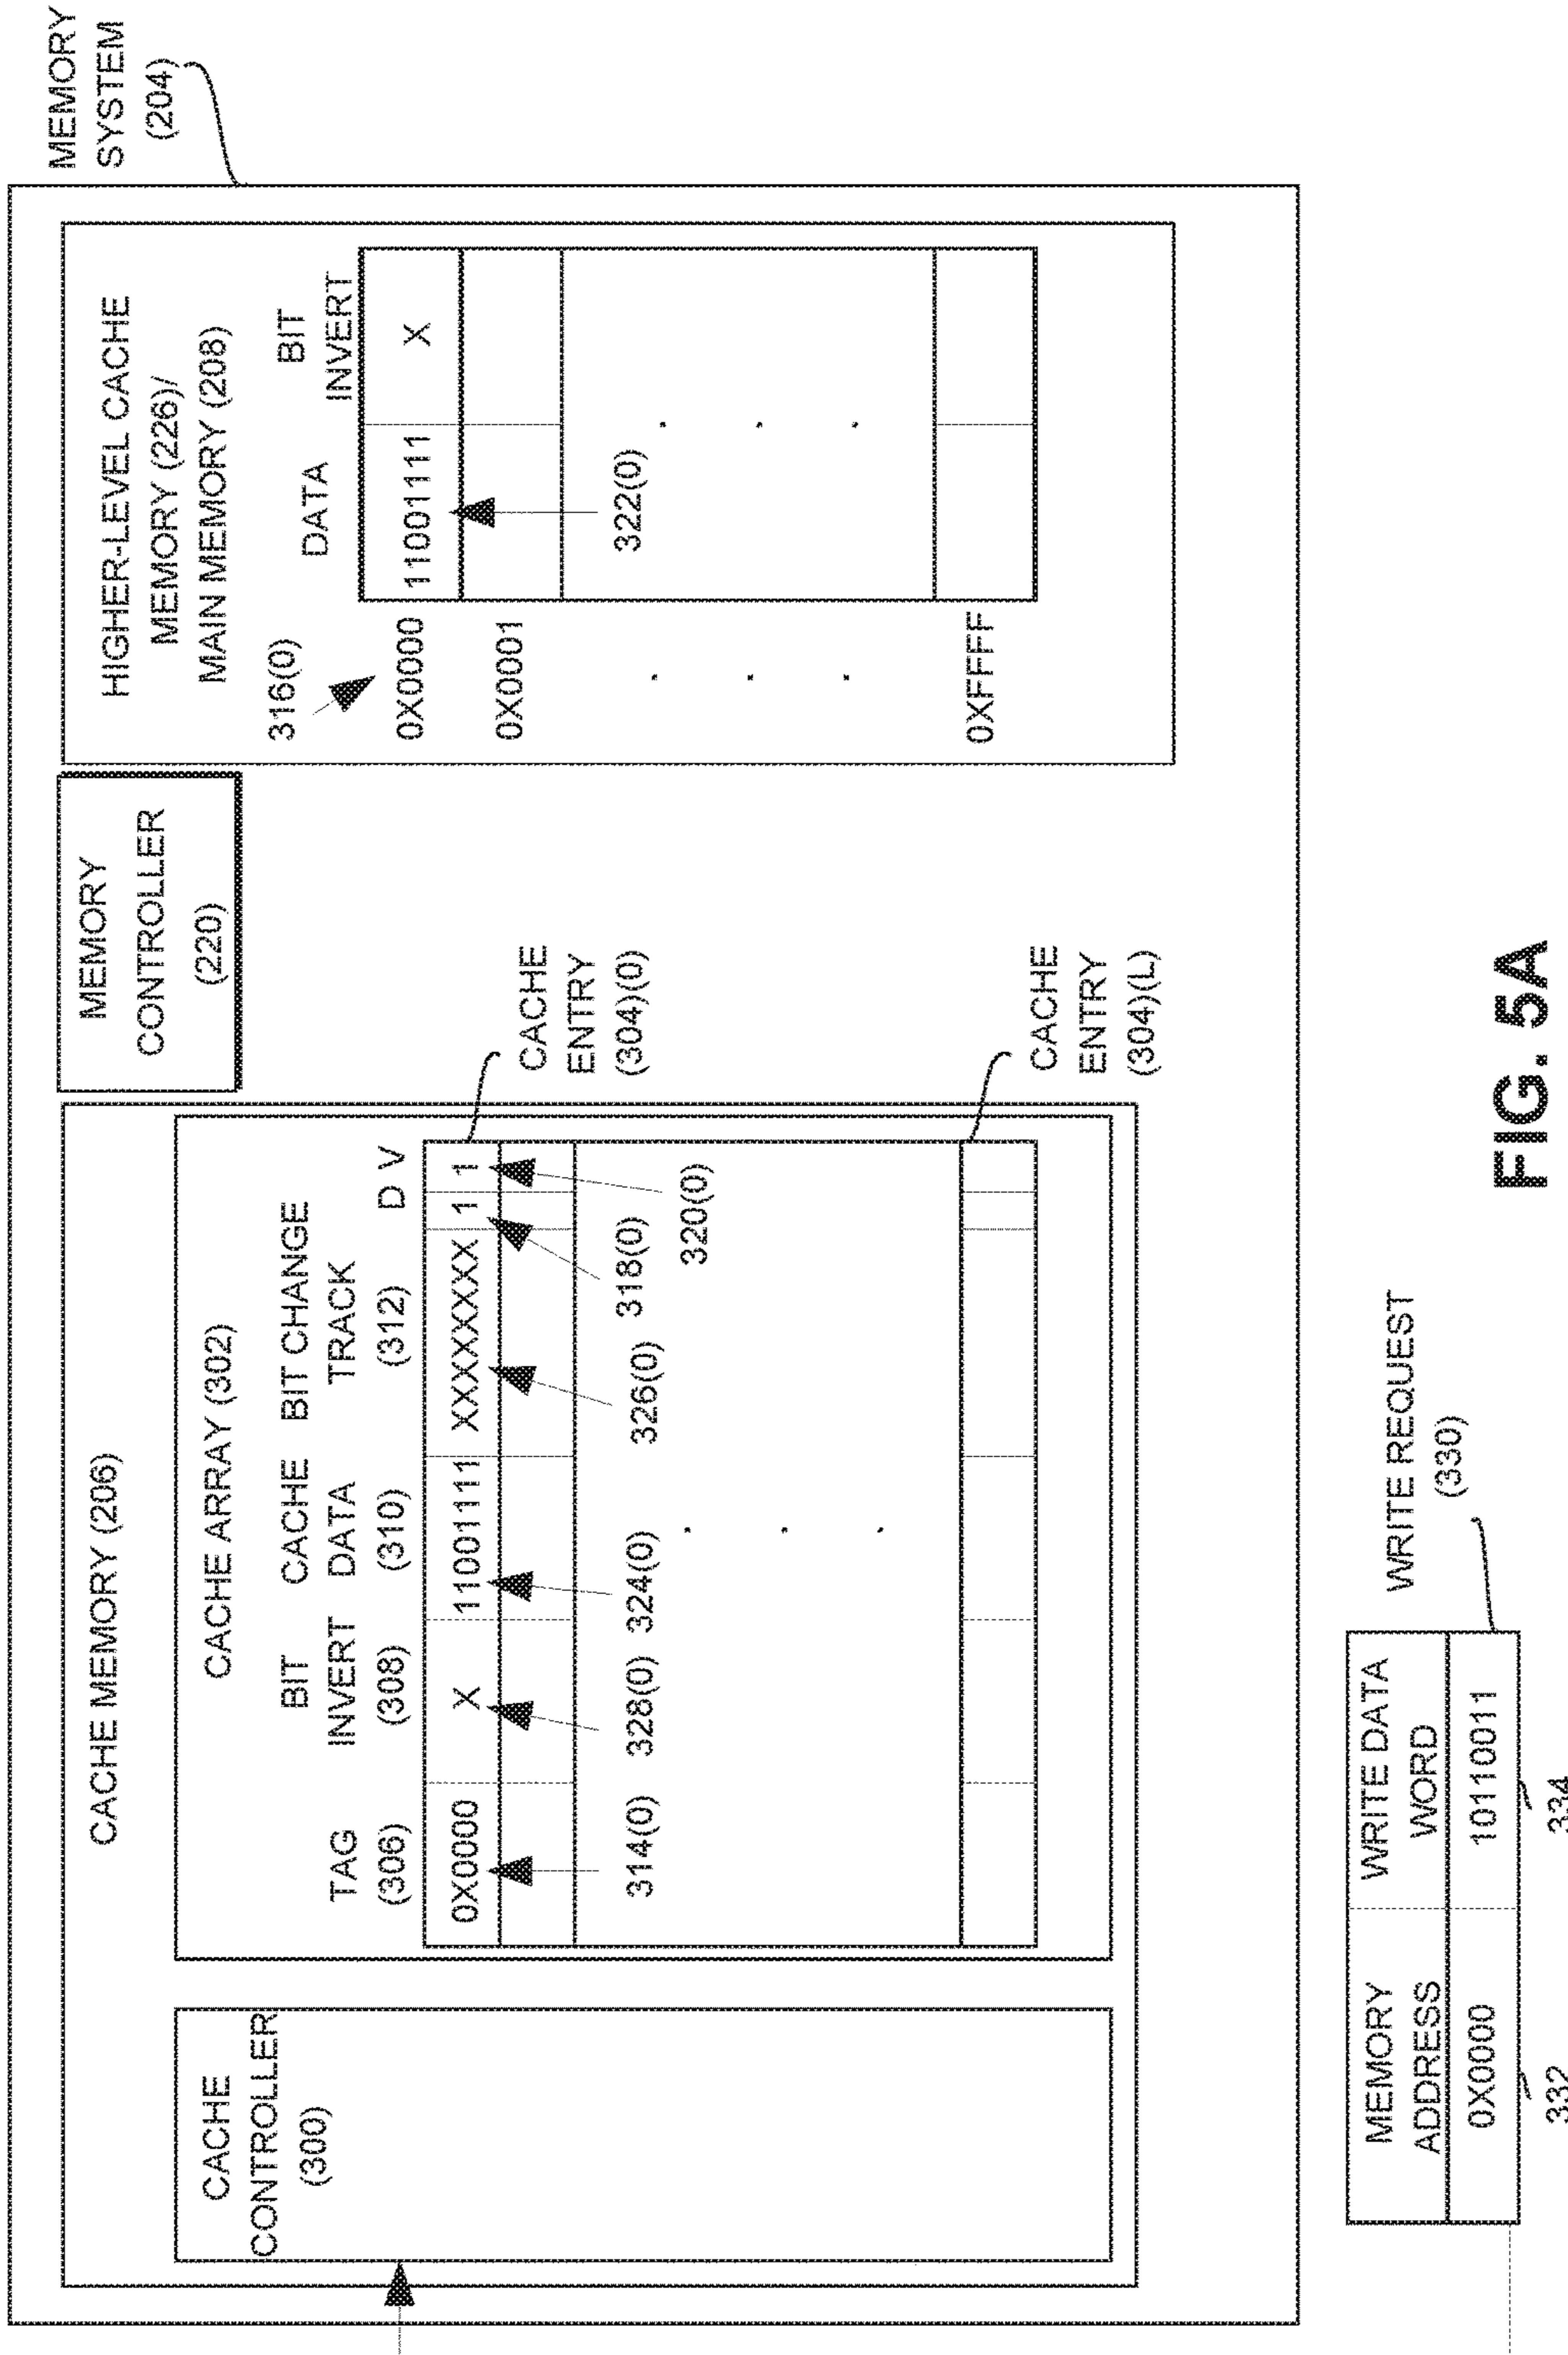 MEMORY
SYSTEM
(204)
CACHE MEMORY (206)
CACHE
CONTROLLER
(300)
CACHE ARRAY (302)
TAG
(306)
BIT
INVERT
(308)
CACHE
DATA
(310)
BIT CHANGE
TRACK
(312)
D V
0X0000 X 11001111 XXXXXXXX 1 1
314(0) 328(0) 324(0) 326(0) 318(0)
320(0)
CACHE
ENTRY
(304)(0)
CACHE
ENTRY
(304)(L)
MEMORY
CONTROLLER
(220)
HIGHER-LEVEL CACHE
MEMORY (226)/
MAIN MEMORY (208)
316(0)
DATA
BIT
INVERT
0X0000 11001111 X
0X0001
322(0)
0XFFFF
MEMORY
ADDRESS
WRITE DATA
WORD
0X0000 10110011
332
334
WRITE REQUEST
(330)
FIG. 5A